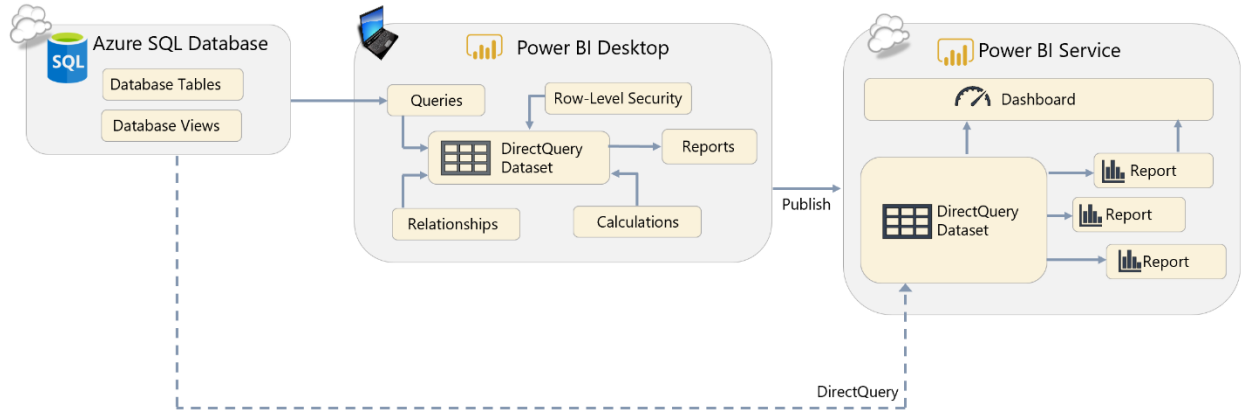 Azure SQL Database
SQL
Database Tables
Database Views
Power BI Desktop
Queries
Row-Level Security
DirectQuery
Dataset
Reports
Relationships
Calculations
Publish
Power BI Service
Dashboard
DirectQuery
Dataset
Report
Report
Report
DirectQuery